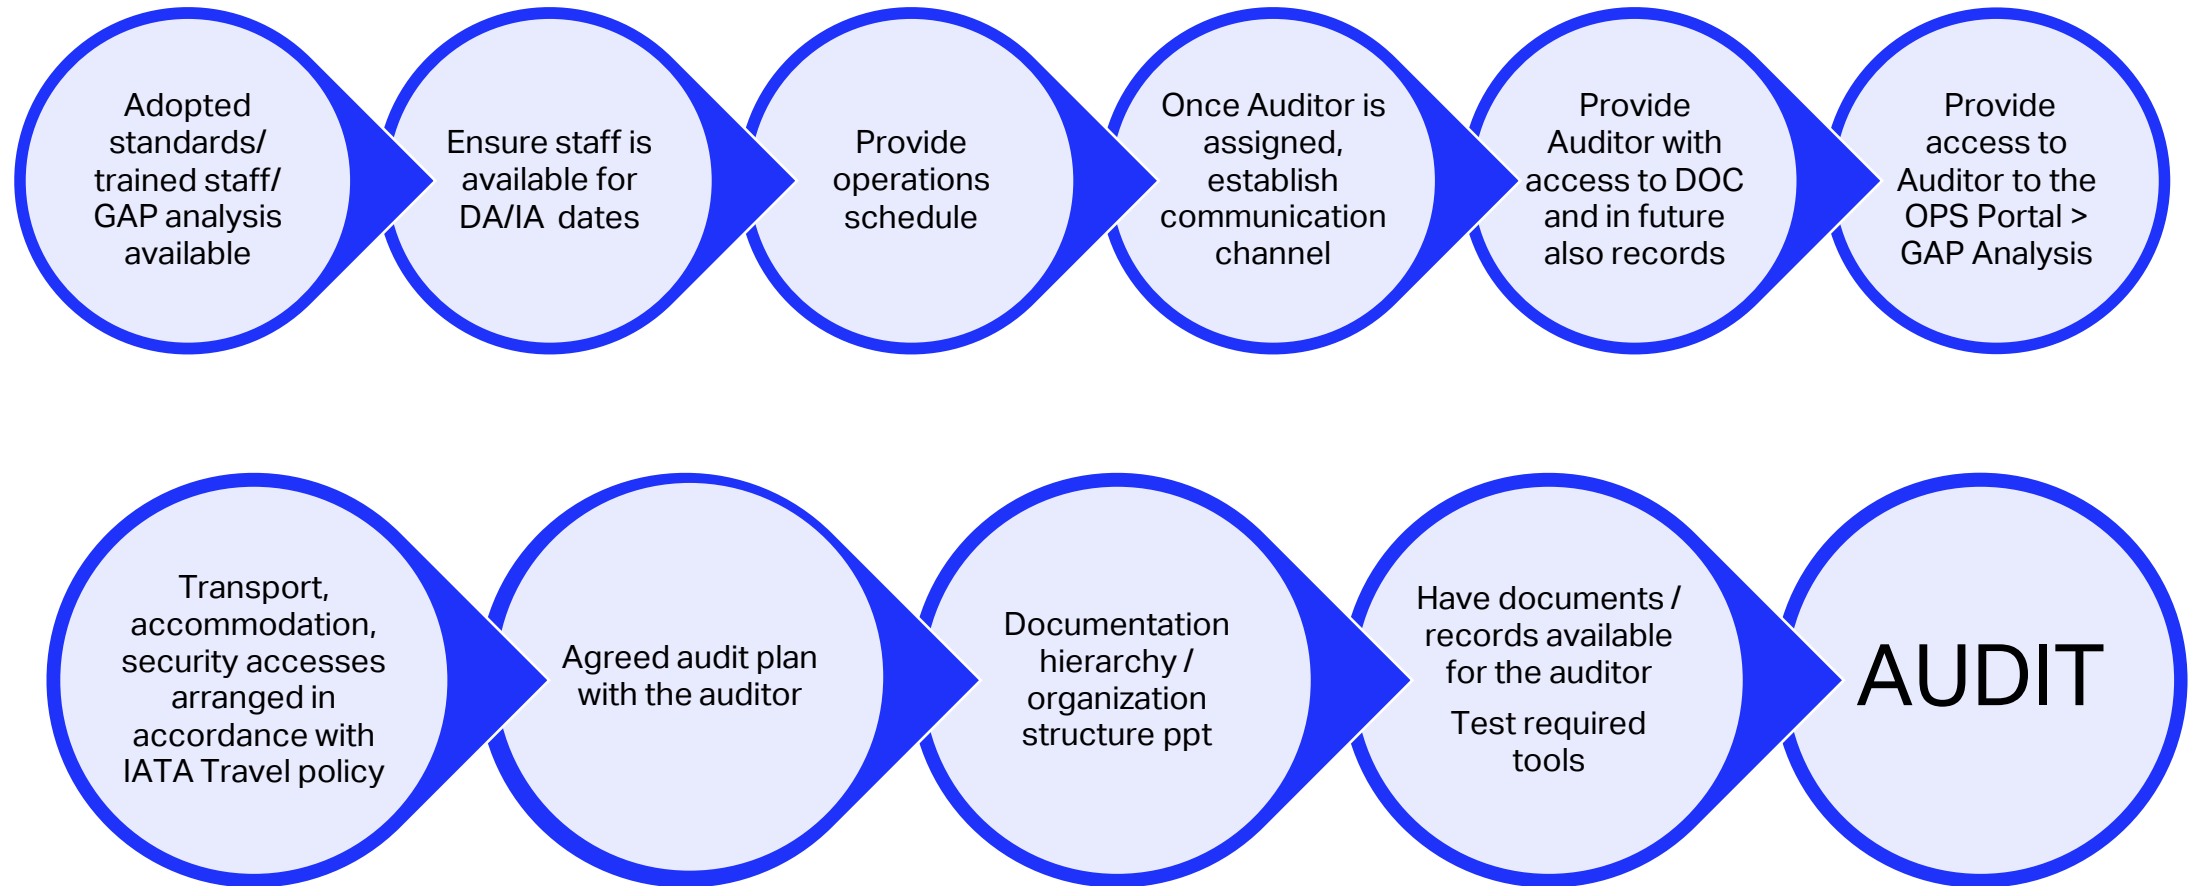 Adopted
standards/
trained staff/
GAP analysis
available
Ensure staff is
available for
DA/IA dates
Provide
operations
schedule
Once Auditor is
assigned,
establish
communication
channel
Provide
Auditor with
access to DOC
and in future
also records
Provide
access to
Auditor to the
OPS Portal >
GAP Analysis
Transport,
accommodation,
security accesses
arranged in
accordance with
IATA Travel policy
Agreed audit plan
with the auditor
Documentation
hierarchy /
organization
structure ppt
Have documents /
records available
for the auditor
Test required
tools
AUDIT